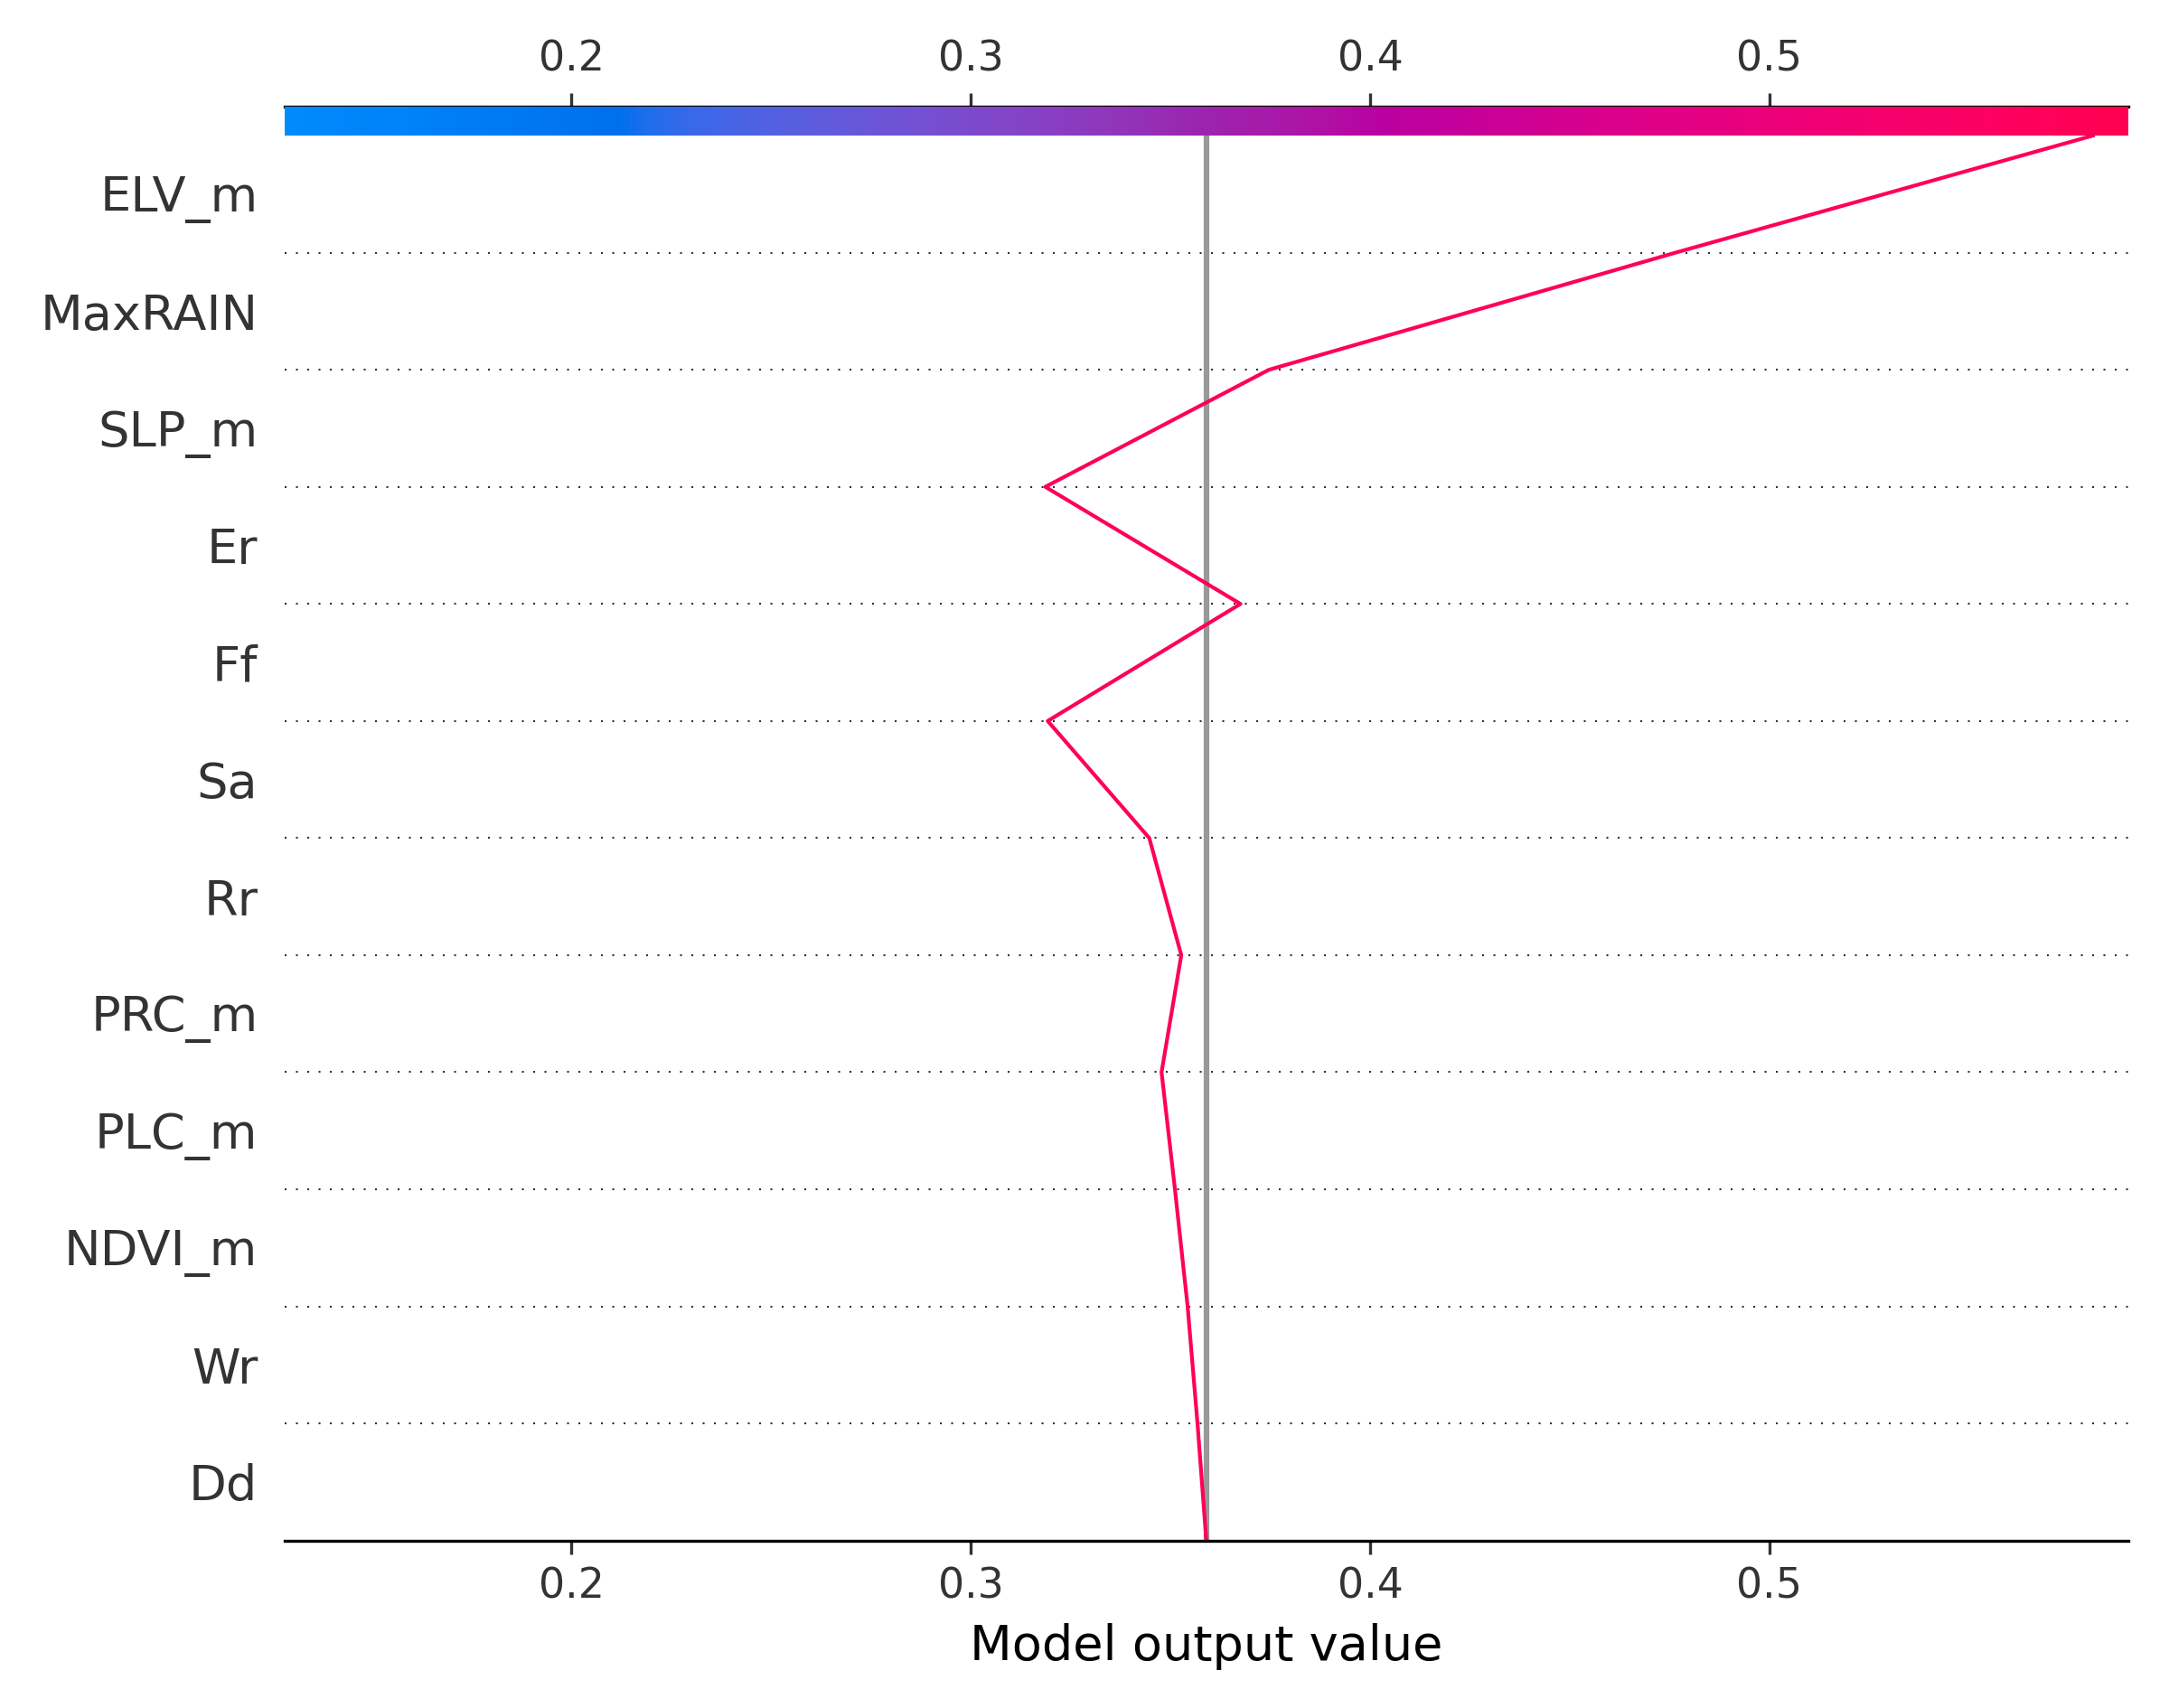 0.2 0.3 0.4 0.5
ELV_m
MaxRAIN
SLP_m
Er
Ff
Sa
Rr
PRC_m
PLC_m
NDVI_m
Wr
Dd
0.2 0.3 0.4 0.5
Model output value